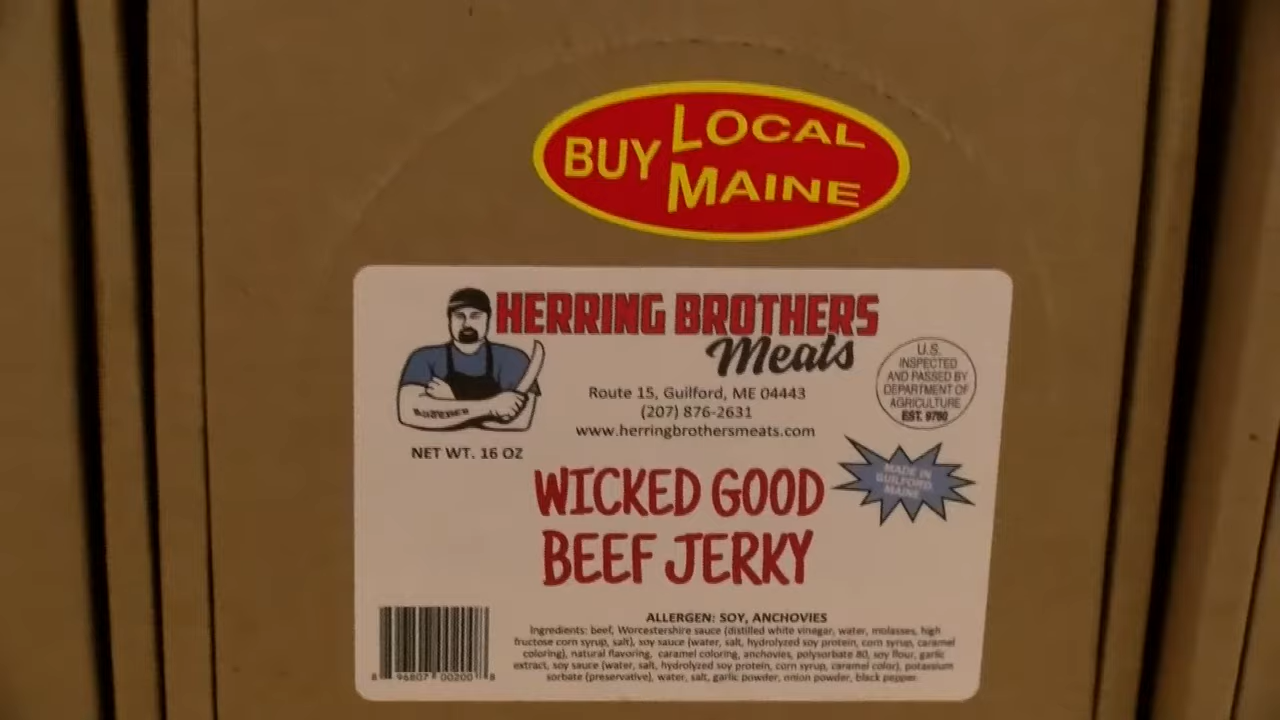 BUY LOCAL
MAINE
HERRING BROTHERS
Meats
Route 15, Guilford, ME 04443
(207) 876-2631
www.herringbrothersmeats.com
U.S.
INSPECTED
AND PASSED BY
DEPARTMENT OF
AGRICULTURE
EST. 9780
BUTCHER
NET WT. 16 OZ
MADE IN
GUILFORD
MAINE
WICKED GOOD
BEEF JERKY
ALLERGEN: SOY, ANCHOVIES
Ingredients: beef, Worcestershire sauce (distilled white vinegar, water, molasses, high
fructose corn syrup, salt), soy sauce (water, salt, hydrolyzed soy protein, corn syrup, caramel
coloring), natural flavoring, caramel coloring, anchovies, polysorbate 80, soy flour, garlic
extract, soy sauce (water, salt, hydrolyzed soy protein, corn syrup, caramel color), potassium
sorbate (preservative), water, salt, garlic powder, onion powder, black pepper
8 96807 00200 8